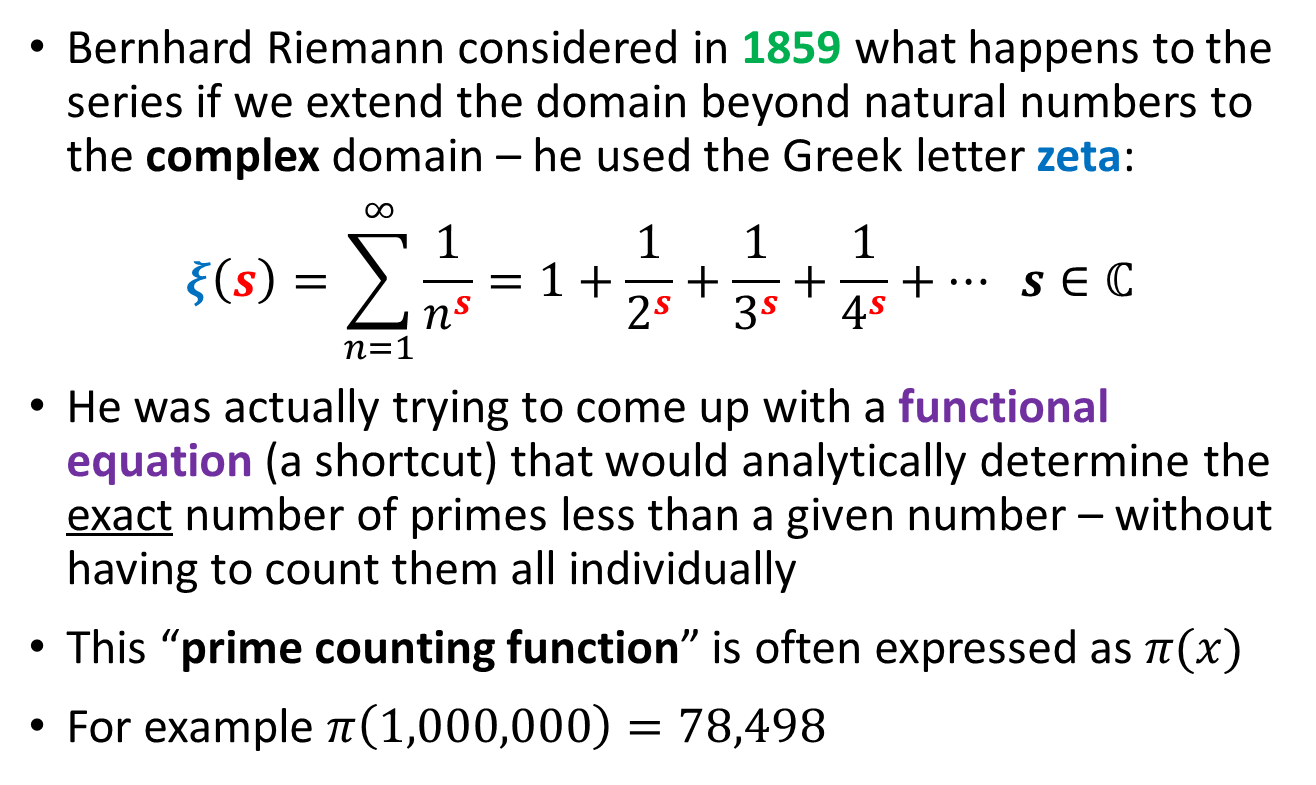 • Bernhard Riemann considered in 1859 what happens to the
series if we extend the domain beyond natural numbers to
the complex domain – he used the Greek letter zeta:
ξ(s) = ∑_{n=1}^{∞} 1/n^s = 1 + 1/2^s + 1/3^s + 1/4^s + ⋯ s ∈ ℂ
• He was actually trying to come up with a functional
equation (a shortcut) that would analytically determine the
exact number of primes less than a given number – without
having to count them all individually
• This “prime counting function” is often expressed as π(x)
• For example π(1,000,000) = 78,498